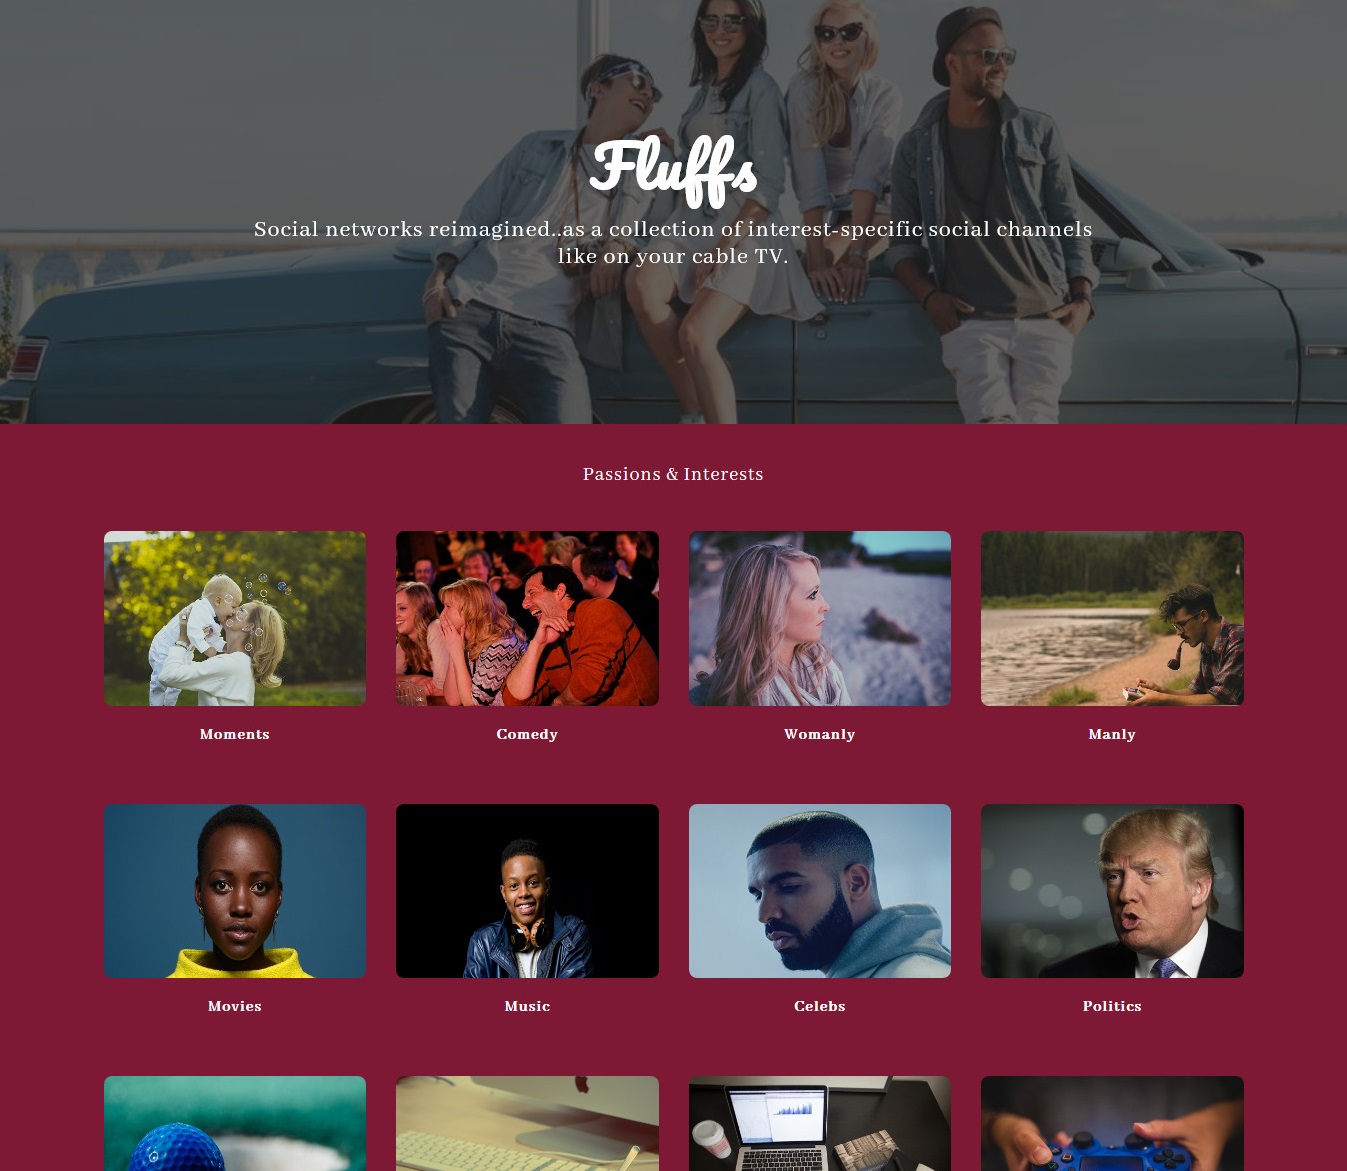 Fluffs
Social networks reimagined..as a collection of interest-specific social channels
like on your cable TV.
Passions & Interests
Moments
Comedy
Womanly
Manly
Movies
Music
Celebs
Politics